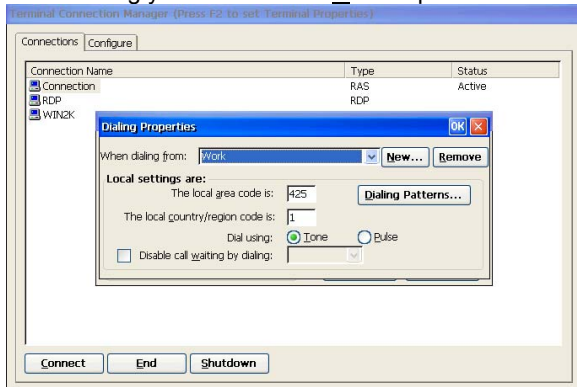 Terminal Connection Manager (Press F2 to set Terminal Properties)
Connections Configure
Connection Name Type Status
Connection RAS Active
RDP RDP
WIN2K
Dialing Properties OK
When dialing from: Work New... Remove
Local settings are:
The local area code is: 425 Dialing Patterns...
The local country/region code is: 1
Dial using: Tone Pulse
Disable call waiting by dialing:
Connect End Shutdown